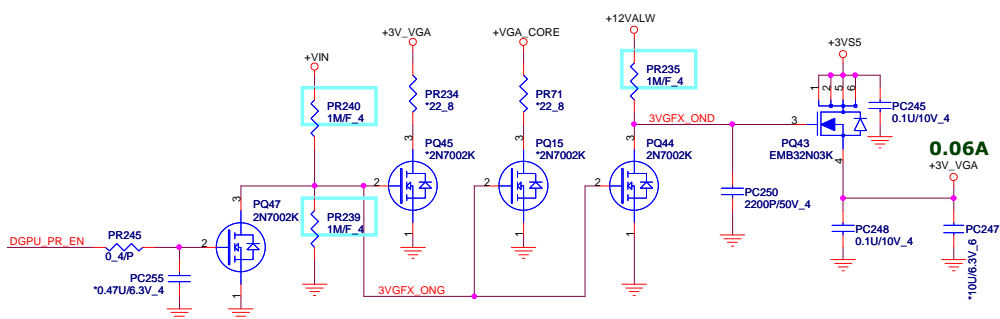 +12VALW
+3V_VGA
+VGA_CORE
+3VS5
+VIN
PR240
1M/F_4
PR234
*22_8
PR71
*22_8
PR235
1M/F_4
1
2
5
6
PC245
0.1U/10V_4
3VGFX_OND
3
PQ43
EMB32N03K
4
0.06A
+3V_VGA
3
PQ45
*2N7002K
2
1
3
PQ15
*2N7002K
2
1
3
PQ44
2N7002K
2
1
PC250
2200P/50V_4
3
PQ47
2N7002K
2
1
PR239
1M/F_4
DGPU_PR_EN
PR245
0_4/P
PC255
*0.47U/6.3V_4
3VGFX_ONG
PC248
0.1U/10V_4
PC247
*10U/6.3V_6